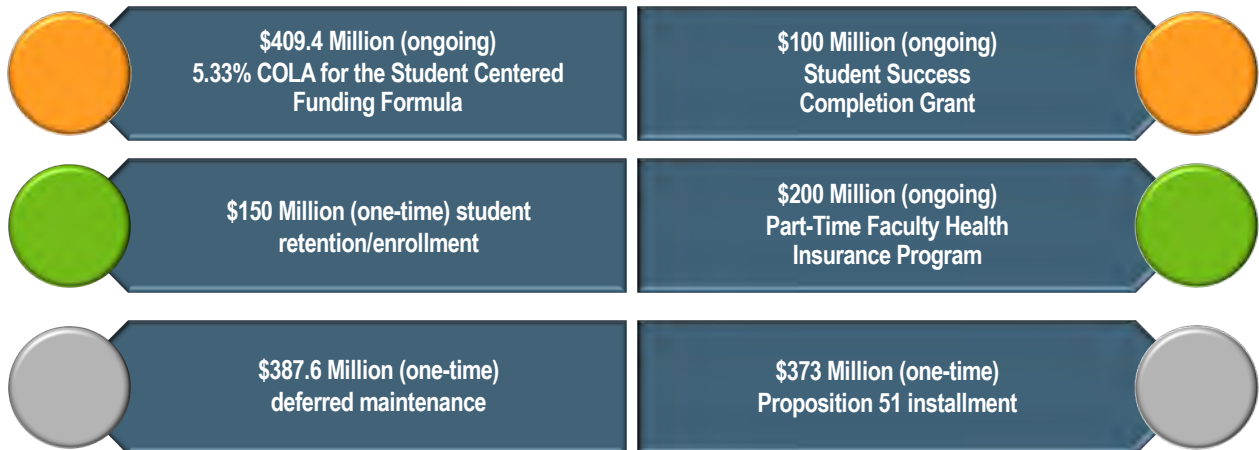 $409.4 Million (ongoing)
5.33% COLA for the Student Centered
Funding Formula
$100 Million (ongoing)
Student Success
Completion Grant
$150 Million (one-time) student
retention/enrollment
$200 Million (ongoing)
Part-Time Faculty Health
Insurance Program
$387.6 Million (one-time)
deferred maintenance
$373 Million (one-time)
Proposition 51 installment